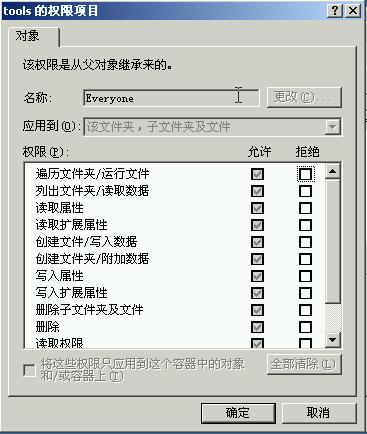 tools 的权限项目
对象
该权限是从父对象继承来的。
名称: Everyone 更改(C)...
应用到(O): 该文件夹，子文件夹及文件
权限(P): 允许 拒绝
遍历文件夹/运行文件
列出文件夹/读取数据
读取属性
读取扩展属性
创建文件/写入数据
创建文件夹/附加数据
写入属性
写入扩展属性
删除子文件夹及文件
删除
读取权限
将这些权限只应用到这个容器中的对象
和/或容器上(T)
全部清除(L)
确定 取消